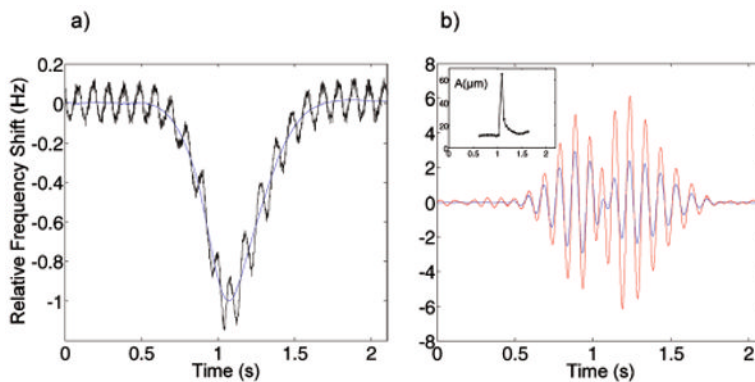 a)
Relative Frequency Shift (Hz)
0.2
0
-0.2
-0.4
-0.6
-0.8
-1
0 0.5 1 1.5 2
Time (s)
b)
8
6
4
2
0
-2
-4
-6
-8
0 0.5 1 1.5 2
Time (s)
A(μm)
60
40
20
0
0 0.5 1 1.5 2